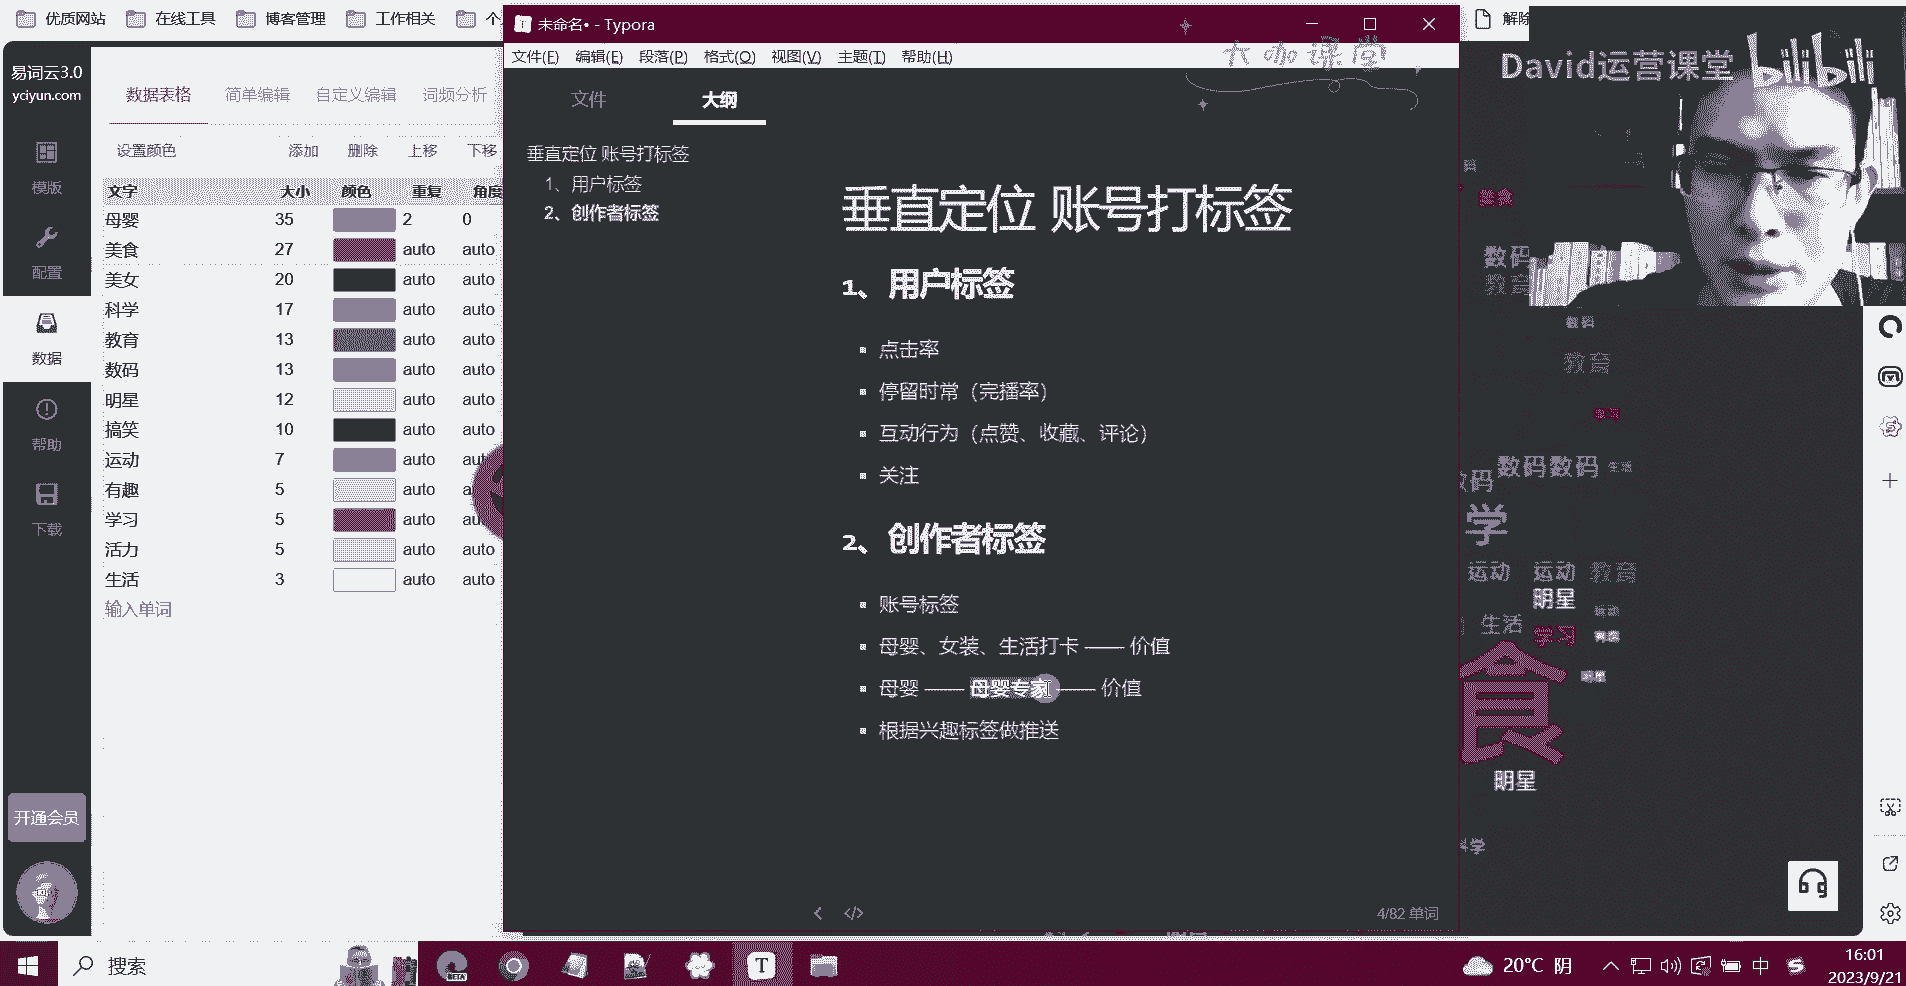 优质网站
在线工具
博客管理
工作相关
个
未命名• - Typora
解除
文件(F) 编辑(E) 段落(P) 格式(O) 视图(V) 主题(T) 帮助(H)
大咖课堂
David运营课堂
bilibili
易词云3.0
yciyun.com
模版
配置
数据
帮助
下载
开通会员
数据表格 简单编辑 自定义编辑 词频分析
设置颜色 添加 删除 上移 下移
文字 大小 颜色 重复 角度
母婴 35 2 0
美食 27 auto auto
美女 20 auto auto
科学 17 auto auto
教育 13 auto auto
数码 13 auto auto
明星 12 auto auto
搞笑 10 auto auto
运动 7 auto auto
有趣 5 auto a
学习 5 auto au
活力 5 auto auto
生活 3 auto auto
输入单词
文件 大纲
垂直定位 账号打标签
1、用户标签
2、创作者标签
垂直定位 账号打标签
1、 用户标签
点击率
停留时常（完播率）
互动行为（点赞、收藏、评论）
关注
2、 创作者标签
账号标签
母婴、女装、生活打卡 —— 价值
母婴 —— 母婴专家 —— 价值
根据兴趣标签做推送
4/82 单词
美食
数码
教育
数码
教育
数码数码 生活
码
学
运动 运动 教育
明星
运动
生活 学习
食
明星
学
搜索
20°C 阴
中
16:01
2023/9/21